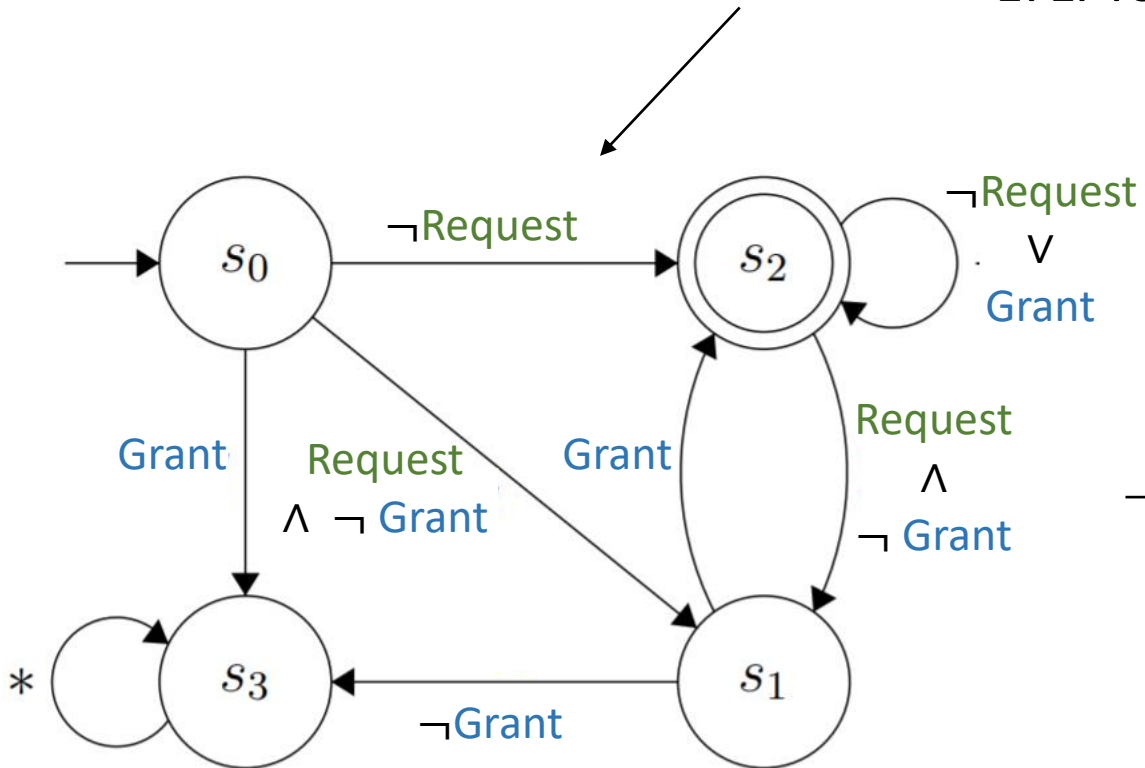 ¬Request
s0
s2
¬Request
∨
Grant
Grant
Request
∧ ¬ Grant
Grant
Request
∧
¬ Grant
*
s3
¬Grant
s1